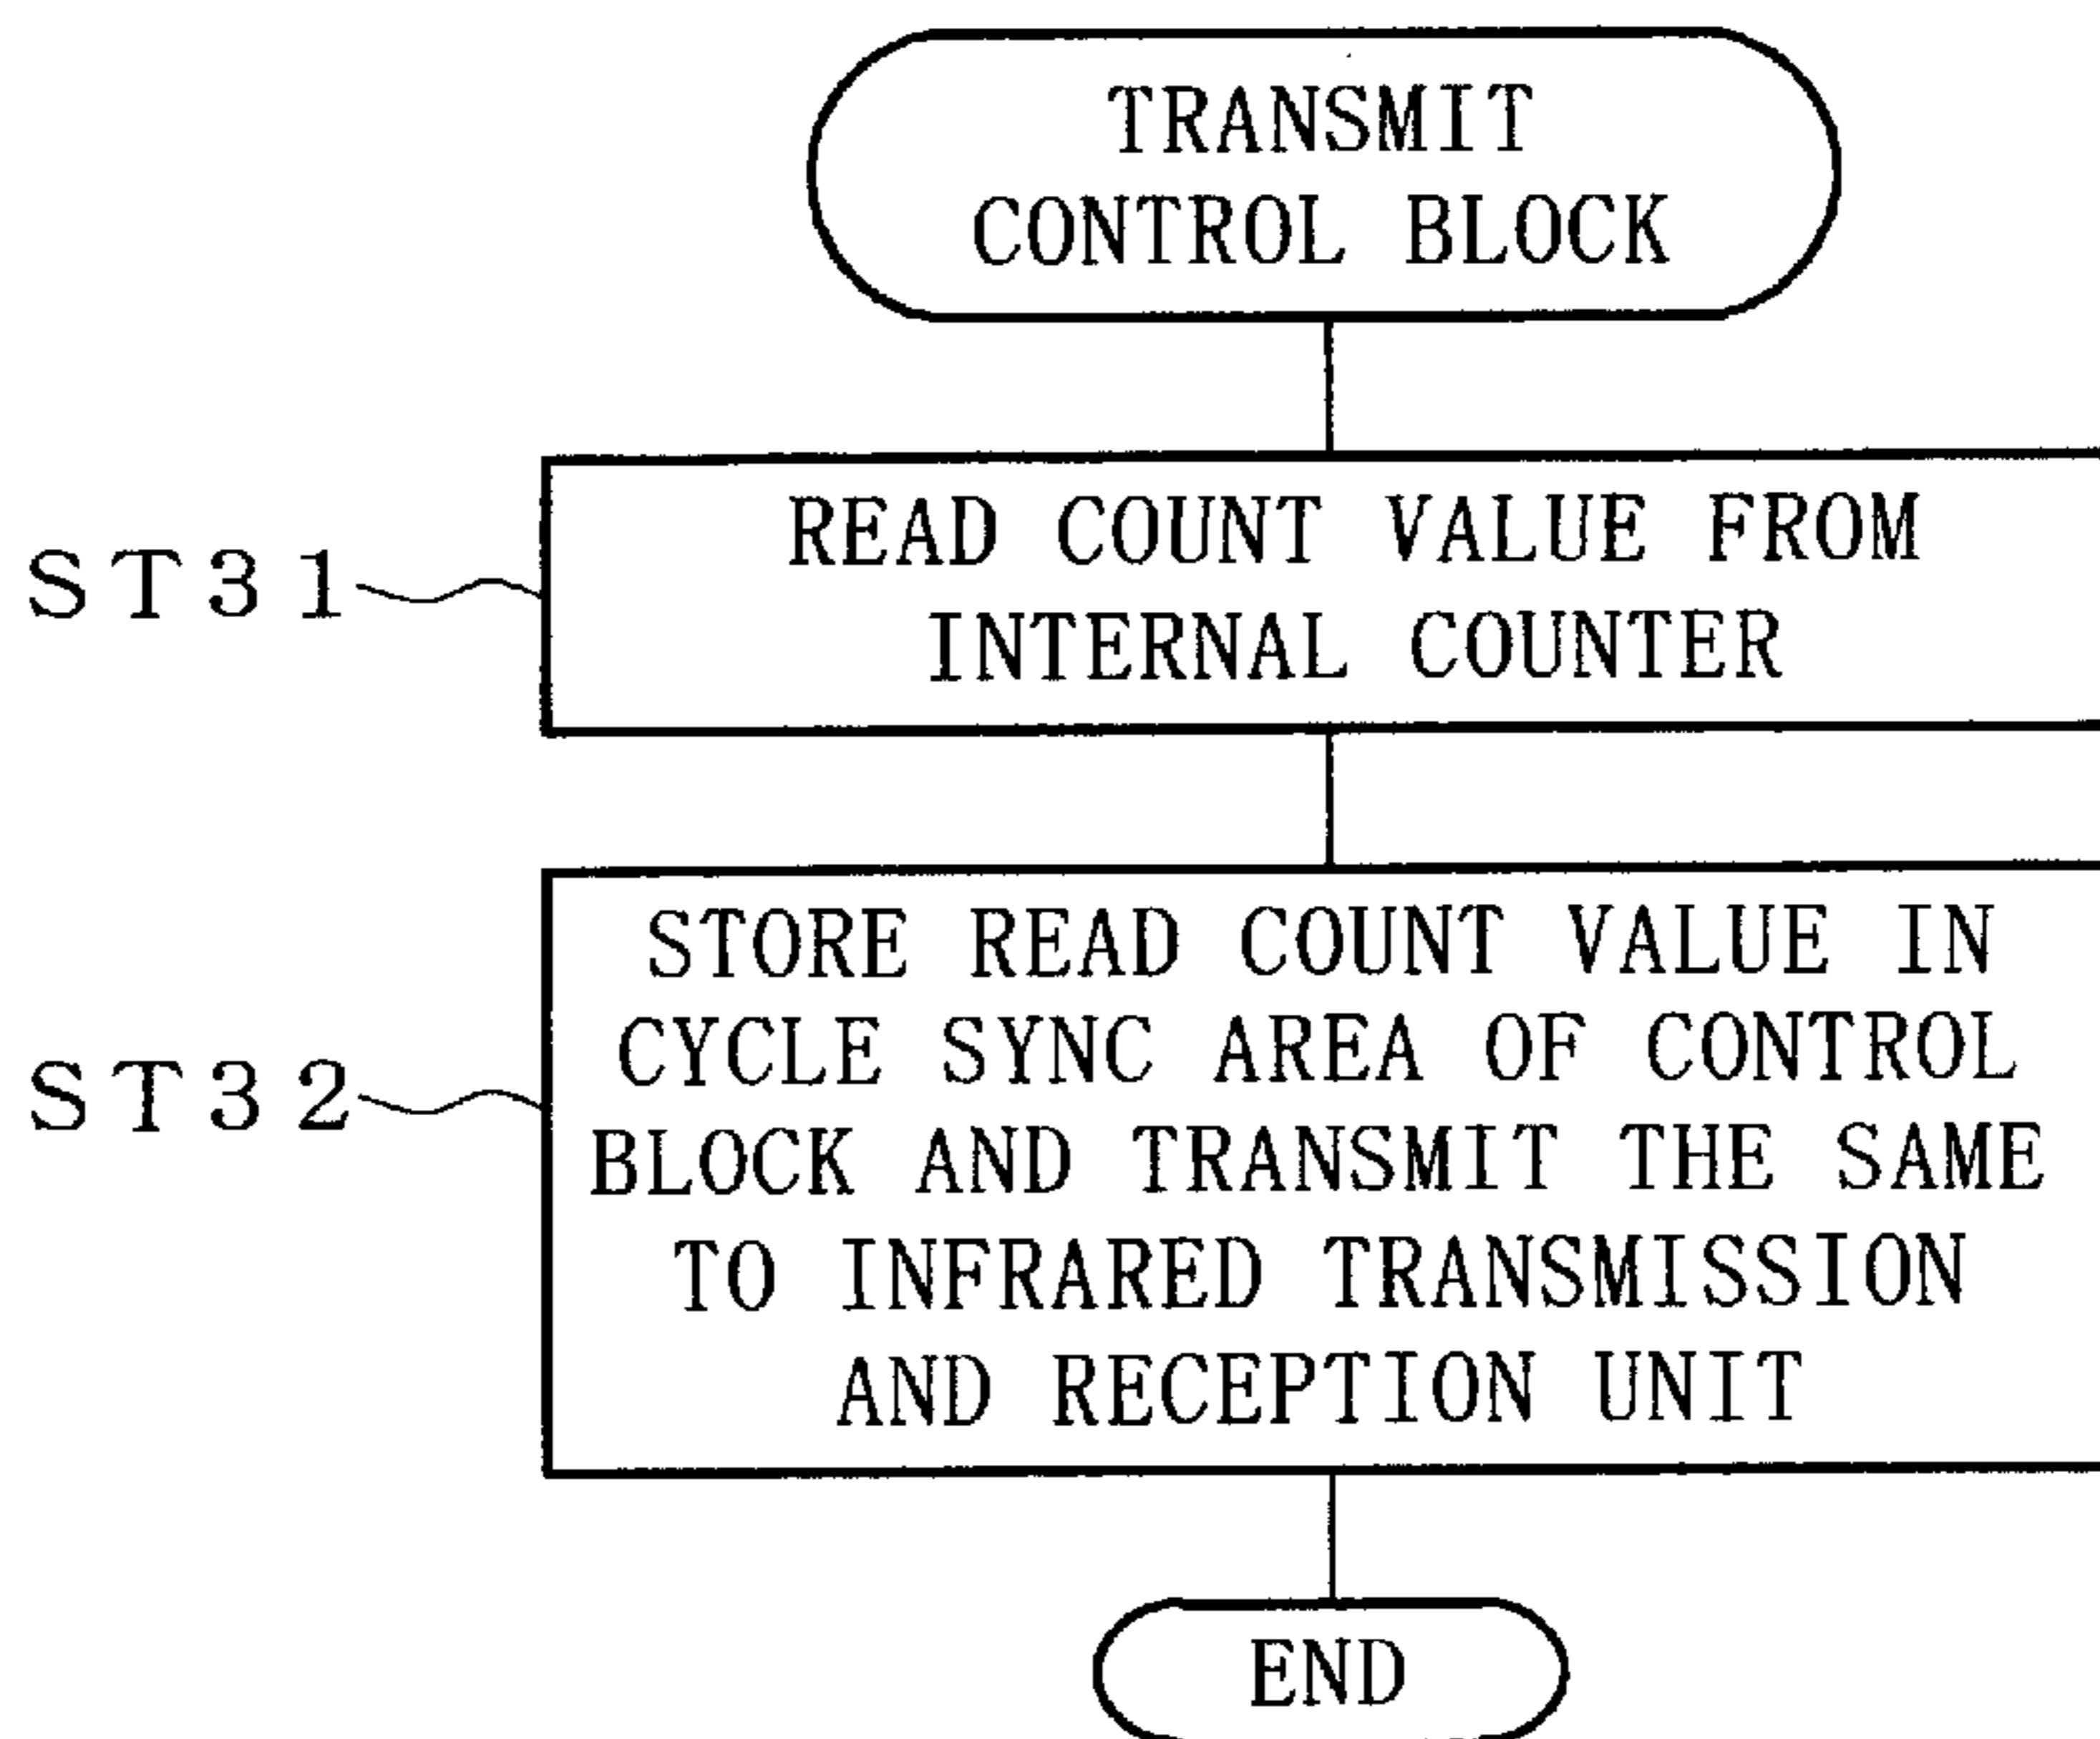 TRANSMIT
CONTROL BLOCK
ST31
READ COUNT VALUE FROM
INTERNAL COUNTER
ST32
STORE READ COUNT VALUE IN
CYCLE SYNC AREA OF CONTROL
BLOCK AND TRANSMIT THE SAME
TO INFRARED TRANSMISSION
AND RECEPTION UNIT
END